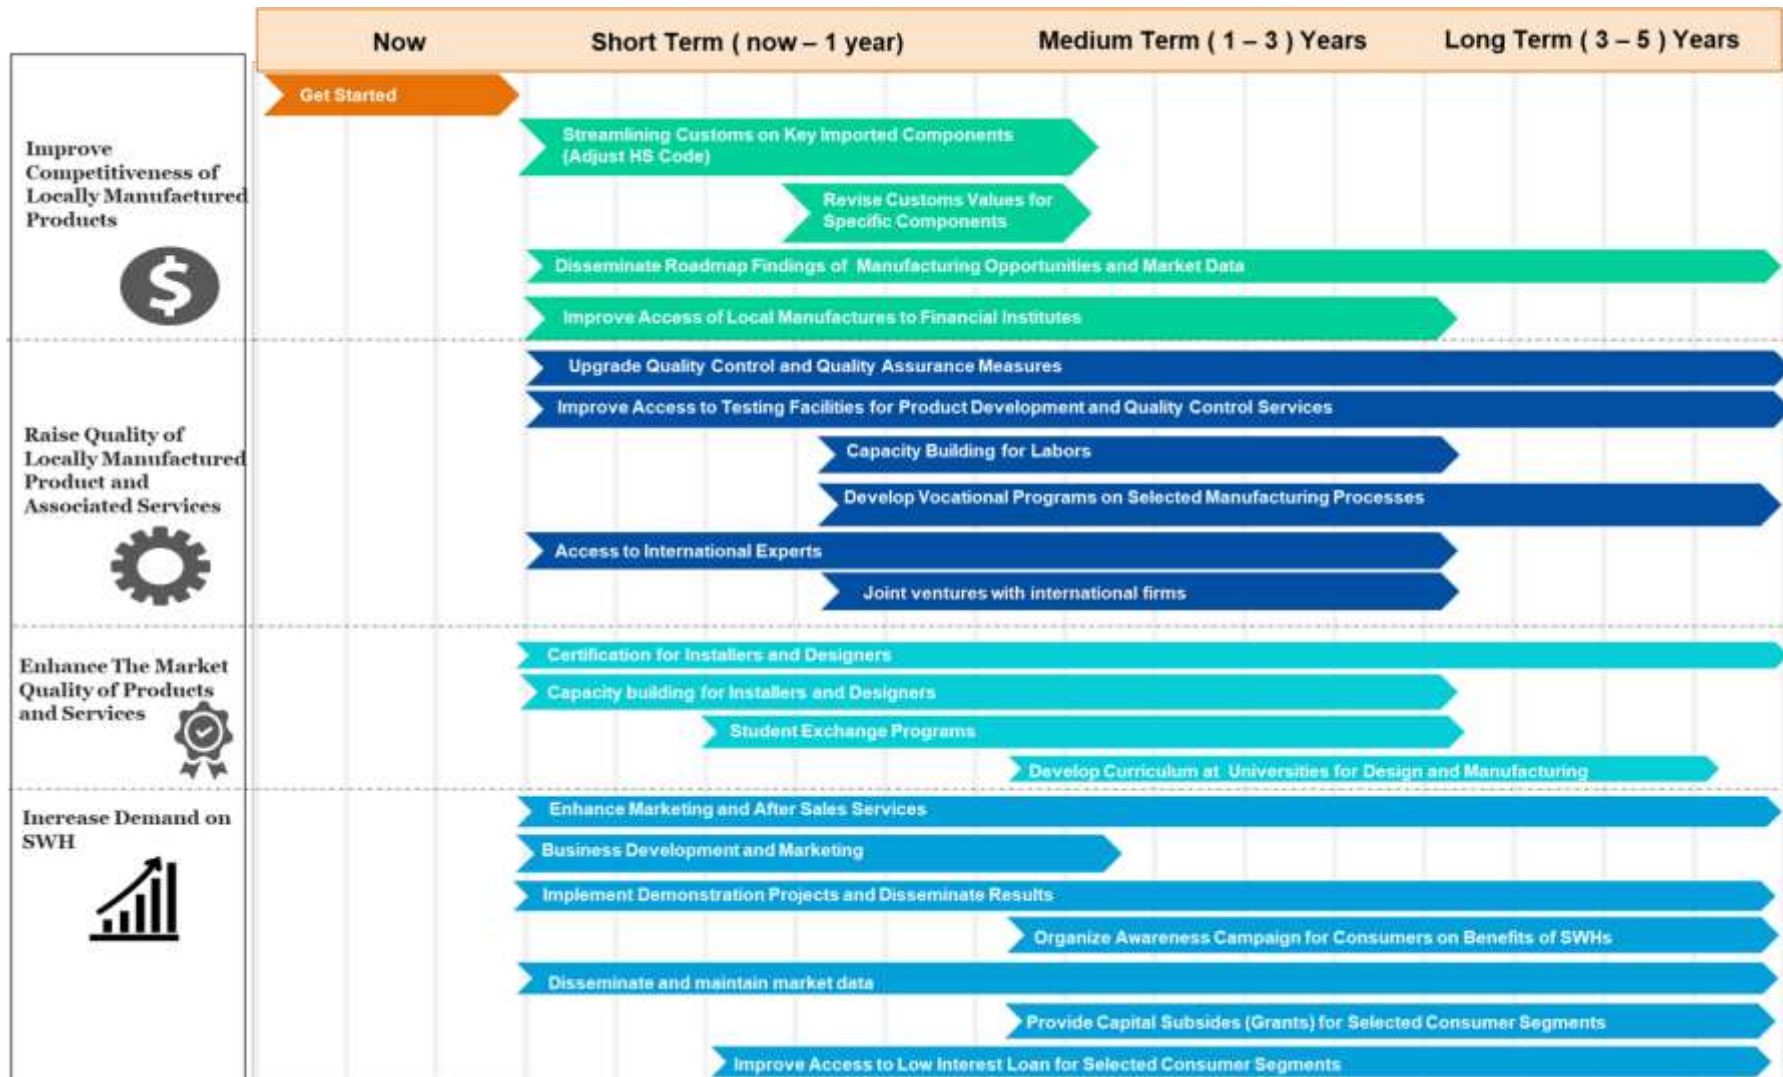 Now
Short Term ( now – 1 year)
Medium Term ( 1 – 3 ) Years
Long Term ( 3 – 5 ) Years
Improve
Competitiveness of
Locally Manufactured
Products
$
Get Started
Streamlining Customs on Key Imported Components
(Adjust HS Code)
Revise Customs Values for
Specific Components
Disseminate Roadmap Findings of Manufacturing Opportunities and Market Data
Improve Access of Local Manufactures to Financial Institutes
Raise Quality of
Locally Manufactured
Product and
Associated Services
Upgrade Quality Control and Quality Assurance Measures
Improve Access to Testing Facilities for Product Development and Quality Control Services
Capacity Building for Labors
Develop Vocational Programs on Selected Manufacturing Processes
Access to International Experts
Joint ventures with international firms
Enhance The Market
Quality of Products
and Services
Certification for Installers and Designers
Capacity building for Installers and Designers
Student Exchange Programs
Develop Curriculum at Universities for Design and Manufacturing
Increase Demand on
SWH
Enhance Marketing and After Sales Services
Business Development and Marketing
Implement Demonstration Projects and Disseminate Results
Organize Awareness Campaign for Consumers on Benefits of SWHs
Disseminate and maintain market data
Provide Capital Subsides (Grants) for Selected Consumer Segments
Improve Access to Low Interest Loan for Selected Consumer Segments